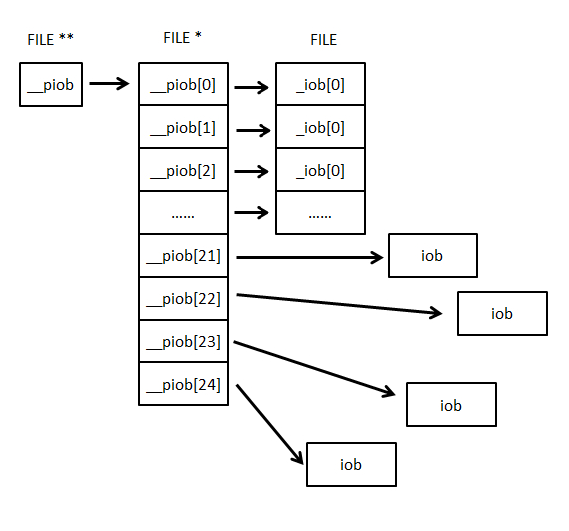 FILE ** FILE * FILE
__piob __piob[0] _iob[0]
__piob[1] _iob[0]
__piob[2] _iob[0]
...... ......
__piob[21] iob
__piob[22] iob
__piob[23]
__piob[24] iob
iob